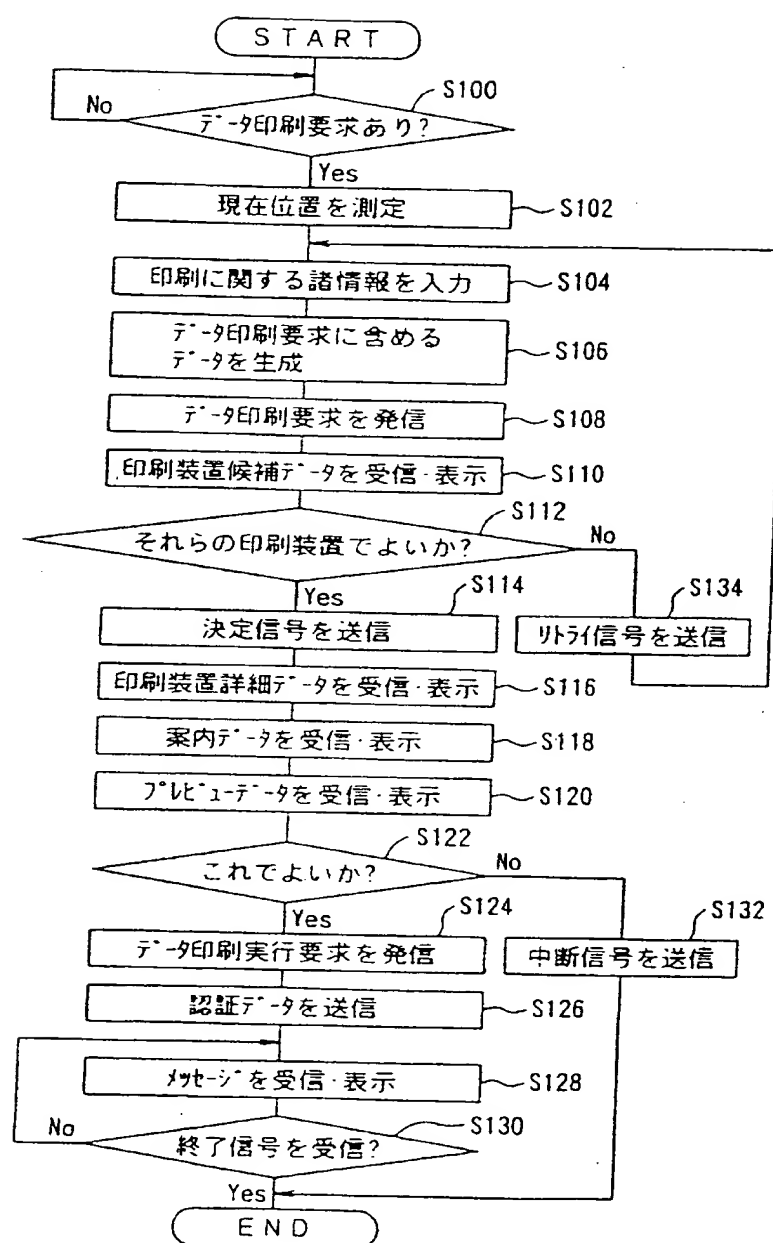 START
No
S100
データ印刷要求あり?
Yes
現在位置を測定
S102
印刷に関する諸情報を入力
S104
データ印刷要求に含める
データを生成
S106
データ印刷要求を発信
S108
印刷装置候補データを受信・表示
S110
S112
それらの印刷装置でよいか?
No
Yes
S114
S134
決定信号を送信
リトライ信号を送信
印刷装置詳細データを受信・表示
S116
案内データを受信・表示
S118
プレビューデータを受信・表示
S120
S122
これでよいか?
No
Yes
S124
S132
データ印刷実行要求を発信
中断信号を送信
認証データを送信
S126
メッセージを受信・表示
S128
No
S130
終了信号を受信?
Yes
END